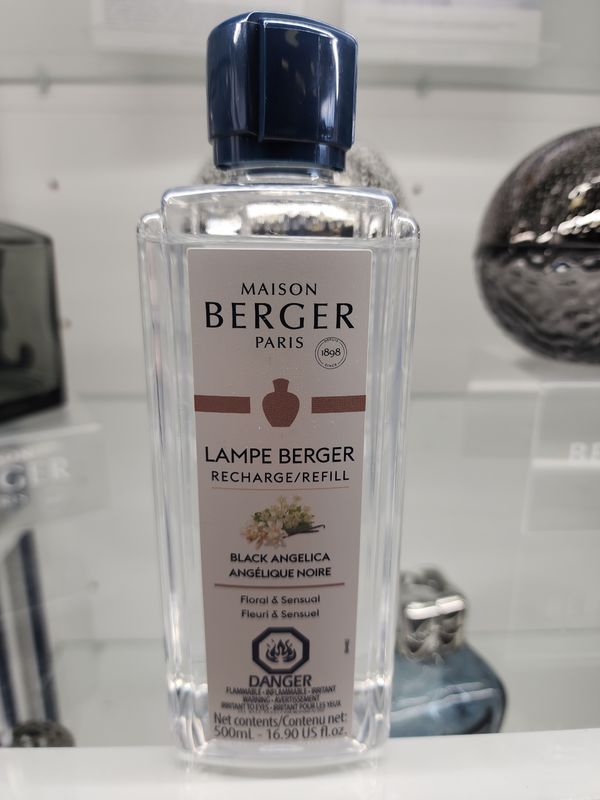 MAISON
BERGER
PARIS
DEPUIS
1898
SINCE
LAMPE BERGER
RECHARGE/REFILL
BLACK ANGELICA
ANGÉLIQUE NOIRE
Floral & Sensual
Fleuri & Sensuel
DANGER
FLAMMABLE - INFLAMMABLE - IRRITANT
WARNING - AVERTISSEMENT
IRRITANT TO EYES - IRRITANT POUR LES YEUX
Net contents/Contenu net:
500mL - 16.90 US fl.oz.